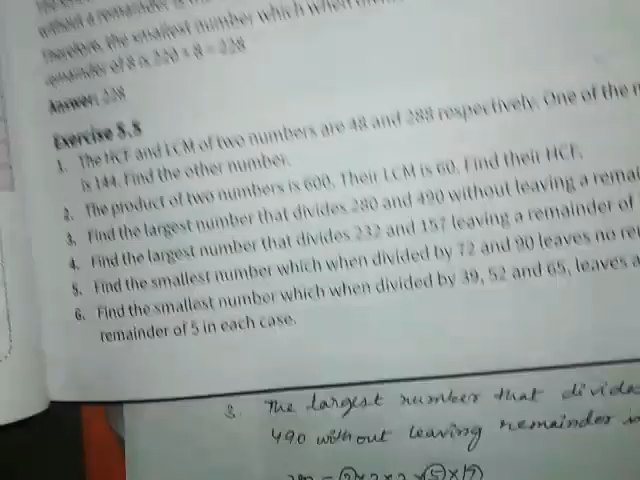 without a remainder is
Therefore, the smallest number which when
remainder of 8 is 220 + 8 = 228
Answer: 228
Exercise 5.5
1. The HCF and LCM of two numbers are 48 and 288 respectively. One of the
is 144. Find the other number.
2. The product of two numbers is 600. Their LCM is 60. Find their HCF.
3. Find the largest number that divides 280 and 490 without leaving a remai
4. Find the largest number that divides 232 and 157 leaving a remainder of
5. Find the smallest number which when divided by 72 and 90 leaves no re
6. Find the smallest number which when divided by 39, 52 and 65, leaves a
remainder of 5 in each case.
3. The largest number that divides
490 without leaving remainder